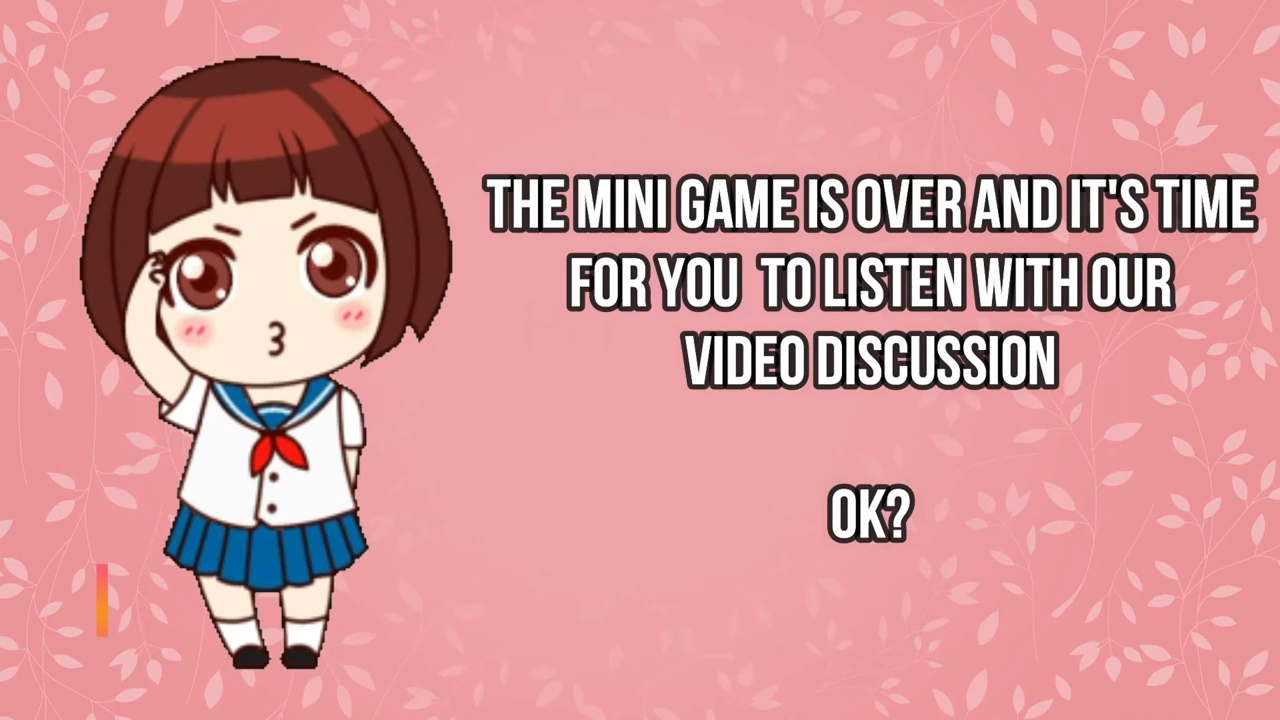 THE MINI GAME IS OVER AND IT'S TIME
FOR YOU  TO LISTEN WITH OUR
VIDEO DISCUSSION
OK?